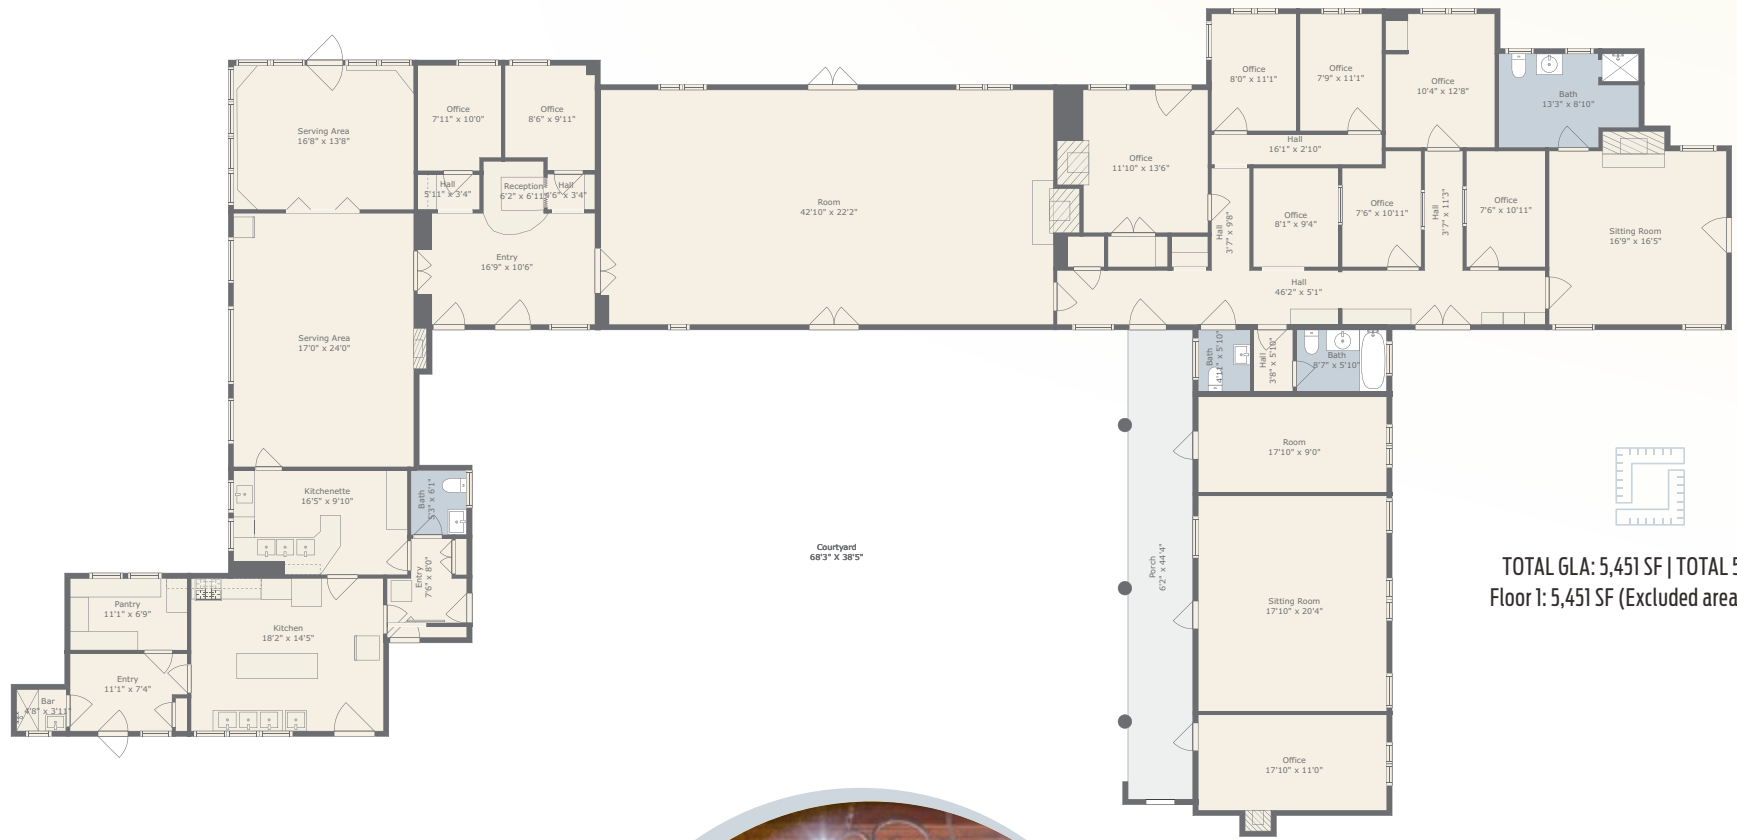 Office
8'0" x 11'1"
Office
7'9" x 11'1"
Office
10'4" x 12'8"
Bath
13'3" x 8'10"
Serving Area
16'8" x 13'8"
Office
7'11" x 10'0"
Office
8'6" x 9'11"
Hall
16'1" x 2'10"
Office
11'10" x 13'6"
Hall
5'11" x 3'4"
Reception
6'2" x 6'11"
Hall
4'6" x 3'4"
Room
42'10" x 22'2"
Hall
3'7" x 9'8"
Office
8'1" x 9'4"
Office
7'6" x 10'11"
Hall
3'7" x 11'3"
Office
7'6" x 10'11"
Sitting Room
16'9" x 16'5"
Entry
16'9" x 10'6"
Hall
46'2" x 5'1"
Serving Area
17'0" x 24'0"
Bath
4'11" x 5'10"
Hall
3'8" x 5'10"
Bath
8'7" x 5'10"
Room
17'10" x 9'0"
Kitchenette
16'5" x 9'10"
Bath
5'3" x 6'1"
Courtyard
68'3" X 38'5"
Porch
6'2" x 44'4"
Entry
7'6" x 8'0"
TOTAL GLA: 5,451 SF | TOTAL 5
Floor 1: 5,451 SF (Excluded area
Pantry
11'1" x 6'9"
Kitchen
18'2" x 14'5"
Sitting Room
17'10" x 20'4"
Entry
11'1" x 7'4"
Bar
4'8" x 3'11"
Office
17'10" x 11'0"